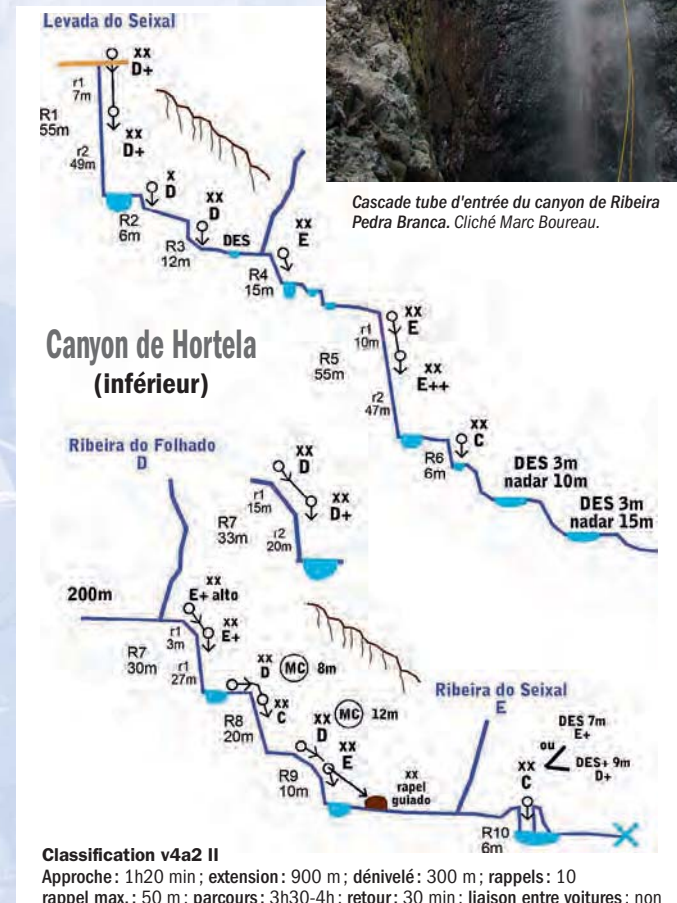 Levada do Seixal
xx
D+
r1
7m
R1
55m
xx
D+
r2
49m
x
D
R2
6m
xx
D
R3
12m
DES
xx
E
R4
15m
Cascade tube d'entrée du canyon de Ribeira
Pedra Branca. Cliché Marc Boureau.
Canyon de Hortela
(inférieur)
r1
10m
xx
E
R5
55m
xx
E++
r2
47m
xx
C
R6
6m
DES 3m
nadar 10m
DES 3m
nadar 15m
Ribeira do Folhado
D
xx
D
r1
15m
xx
D+
R7
33m
r2
20m
200m
xx
E+ alto
xx
E+
r1
3m
R7
30m
r1
27m
xx
D
MC
8m
xx
C
R8
20m
MC
12m
xx
D
xx
E
R9
10m
xx
rapel
guiado
Ribeira do Seixal
E
DES 7m
E+
ou
DES+ 9m
D+
xx
C
R10
6m
Classification v4a2 II
Approche : 1h20 min ; extension : 900 m ; dénivelé : 300 m ; rappels : 10
rappel max. : 50 m ; parcours : 3h30-4h ; retour : 30 min ; liaison entre voitures : non